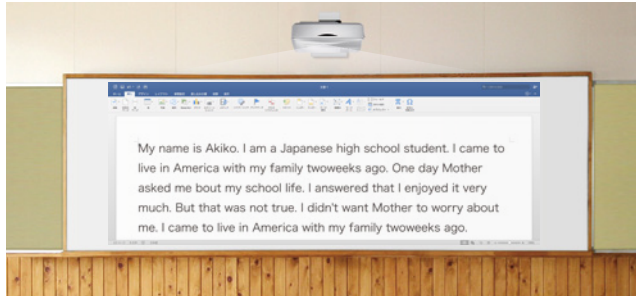 My name is Akiko. I am a Japanese high school student. I came to
live in America with my family twoweeks ago. One day Mother
asked me bout my school life. I answered that I enjoyed it very
much. But that was not true. I didn't want Mother to worry about
me. I came to live in America with my family twoweeks ago.